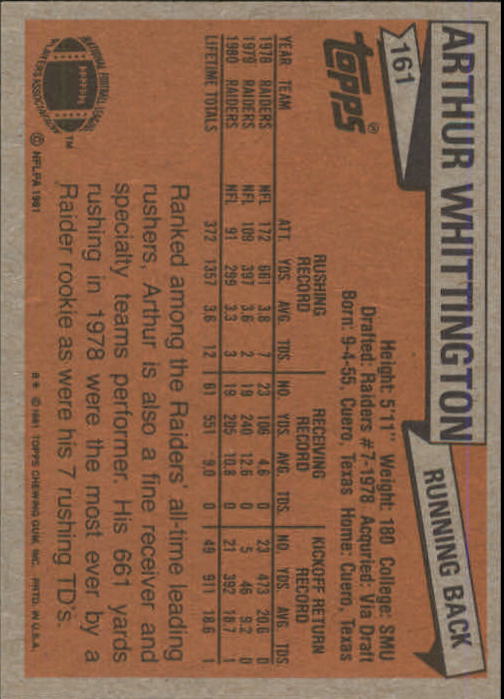 161
ARTHUR WHITTINGTON
RUNNING BACK
topps®
Height: 5'11" Weight: 180 College: SMU
Drafted: Raiders #7-1978 Acquired: Via Draft
Born: 9-4-55, Cuero, Texas Home: Cuero, Texas
RUSHING RECORD RECEIVING RECORD KICKOFF RETURN RECORD
YEAR TEAM ATT. YDS. AVG. TDS. NO. YDS. AVG. TDS. NO. YDS. AVG. TDS.
1978 RAIDERS NFL 172 661 3.8 7 23 106 4.6 0 23 473 20.6 0
1979 RAIDERS NFL 109 397 3.6 2 19 240 12.6 0 5 46 9.2 0
1980 RAIDERS NFL 91 299 3.3 3 19 205 10.8 0 21 392 18.7 1
LIFETIME TOTALS 372 1357 3.6 12 61 551 9.0 0 49 911 18.6 1
Ranked among the Raiders' all-time leading
rushers, Arthur is also a fine receiver and
specialty teams performer. His 661 yards
rushing in 1978 were the most ever by a
Raider rookie as were his 7 rushing TD's.
NATIONAL FOOTBALL LEAGUE
PLAYERS ASSOCIATION
TM
© NFLPA 1981
** © 1981 TOPPS CHEWING GUM, INC. PRTD. IN U.S.A.